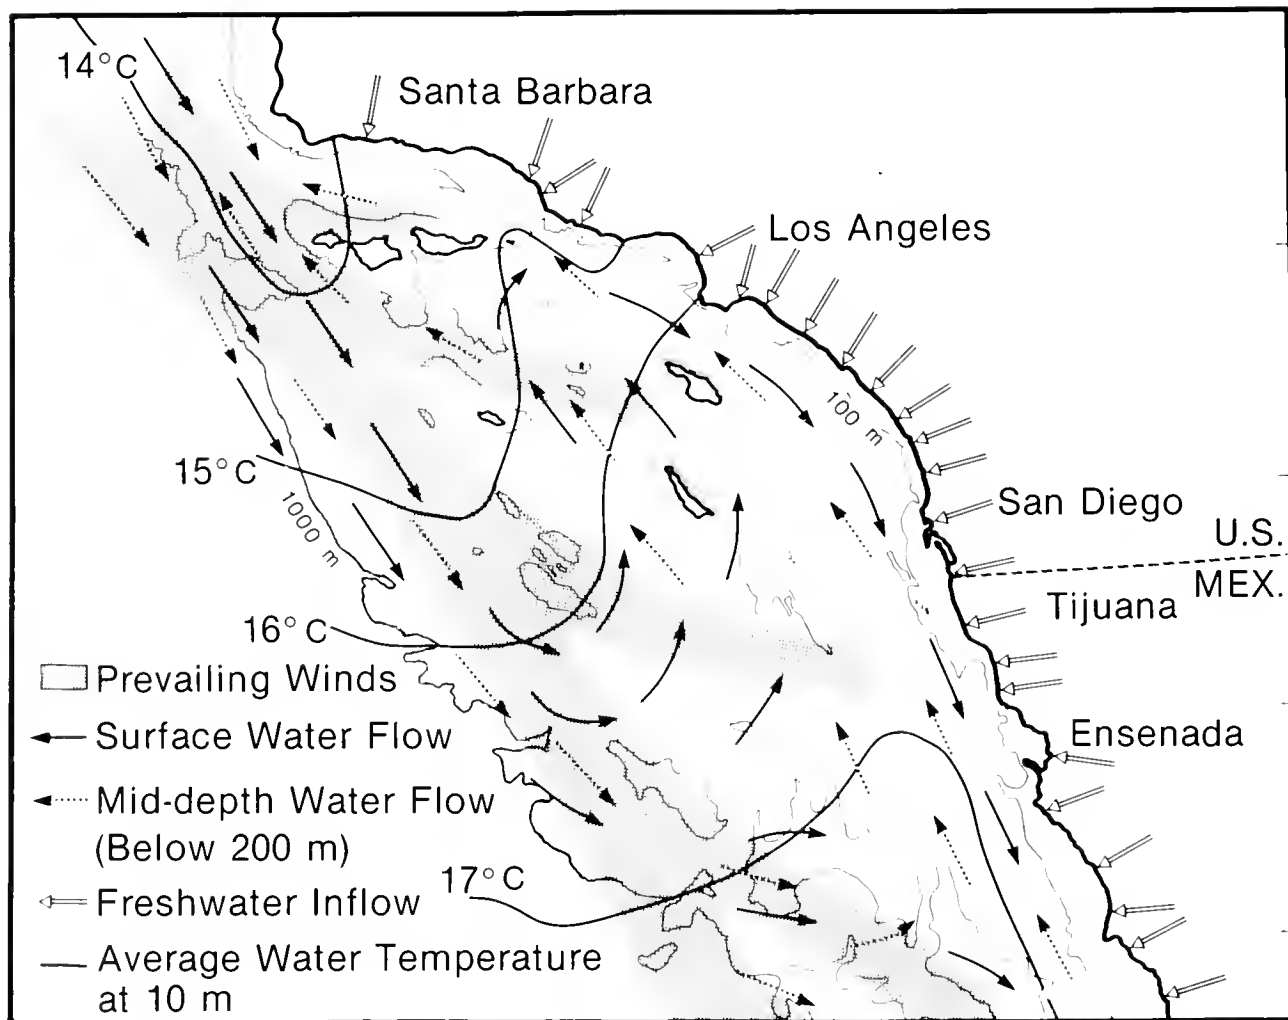 14°C
Santa Barbara
Los Angeles
100 m
15°C
1000 m
San Diego
U.S.
MEX.
Tijuana
16°C
Prevailing Winds
Surface Water Flow
Ensenada
Mid-depth Water Flow
(Below 200 m)
17°C
Freshwater Inflow
Average Water Temperature
at 10 m